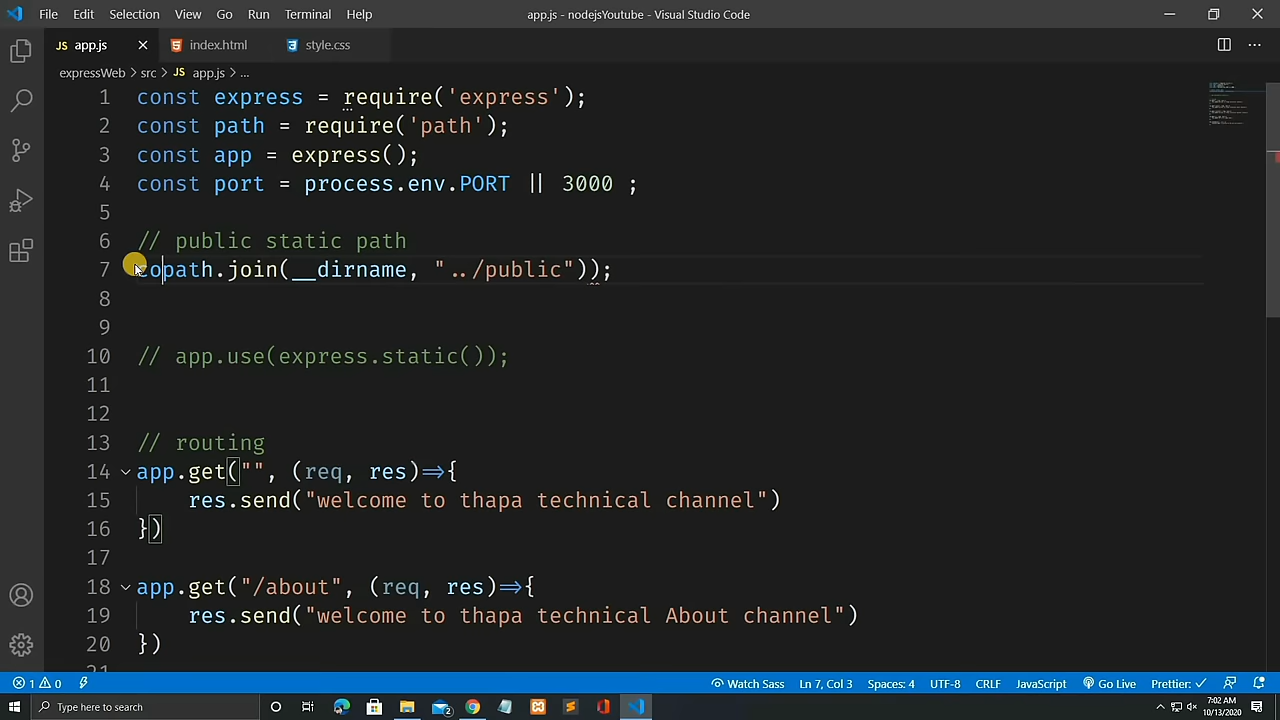 File Edit Selection View Go Run Terminal Help app.js - nodejsYoutube - Visual Studio Code
JS app.js index.html style.css
expressWeb > src > JS app.js > ...
1 const express = require('express');
2 const path = require('path');
3 const app = express();
4 const port = process.env.PORT || 3000 ;
5
6 // public static path
7 copath.join(__dirname, "../public"));
8
9
10 // app.use(express.static());
11
12
13 // routing
14 app.get("", (req, res)=>{
15 res.send("welcome to thapa technical channel")
16 })
17
18 app.get("/about", (req, res)=>{
19 res.send("welcome to thapa technical About channel")
20 })
21
1 0 Watch Sass Ln 7, Col 3 Spaces: 4 UTF-8 CRLF JavaScript Go Live Prettier: ✓
Type here to search 7:02 AM
10/13/2020